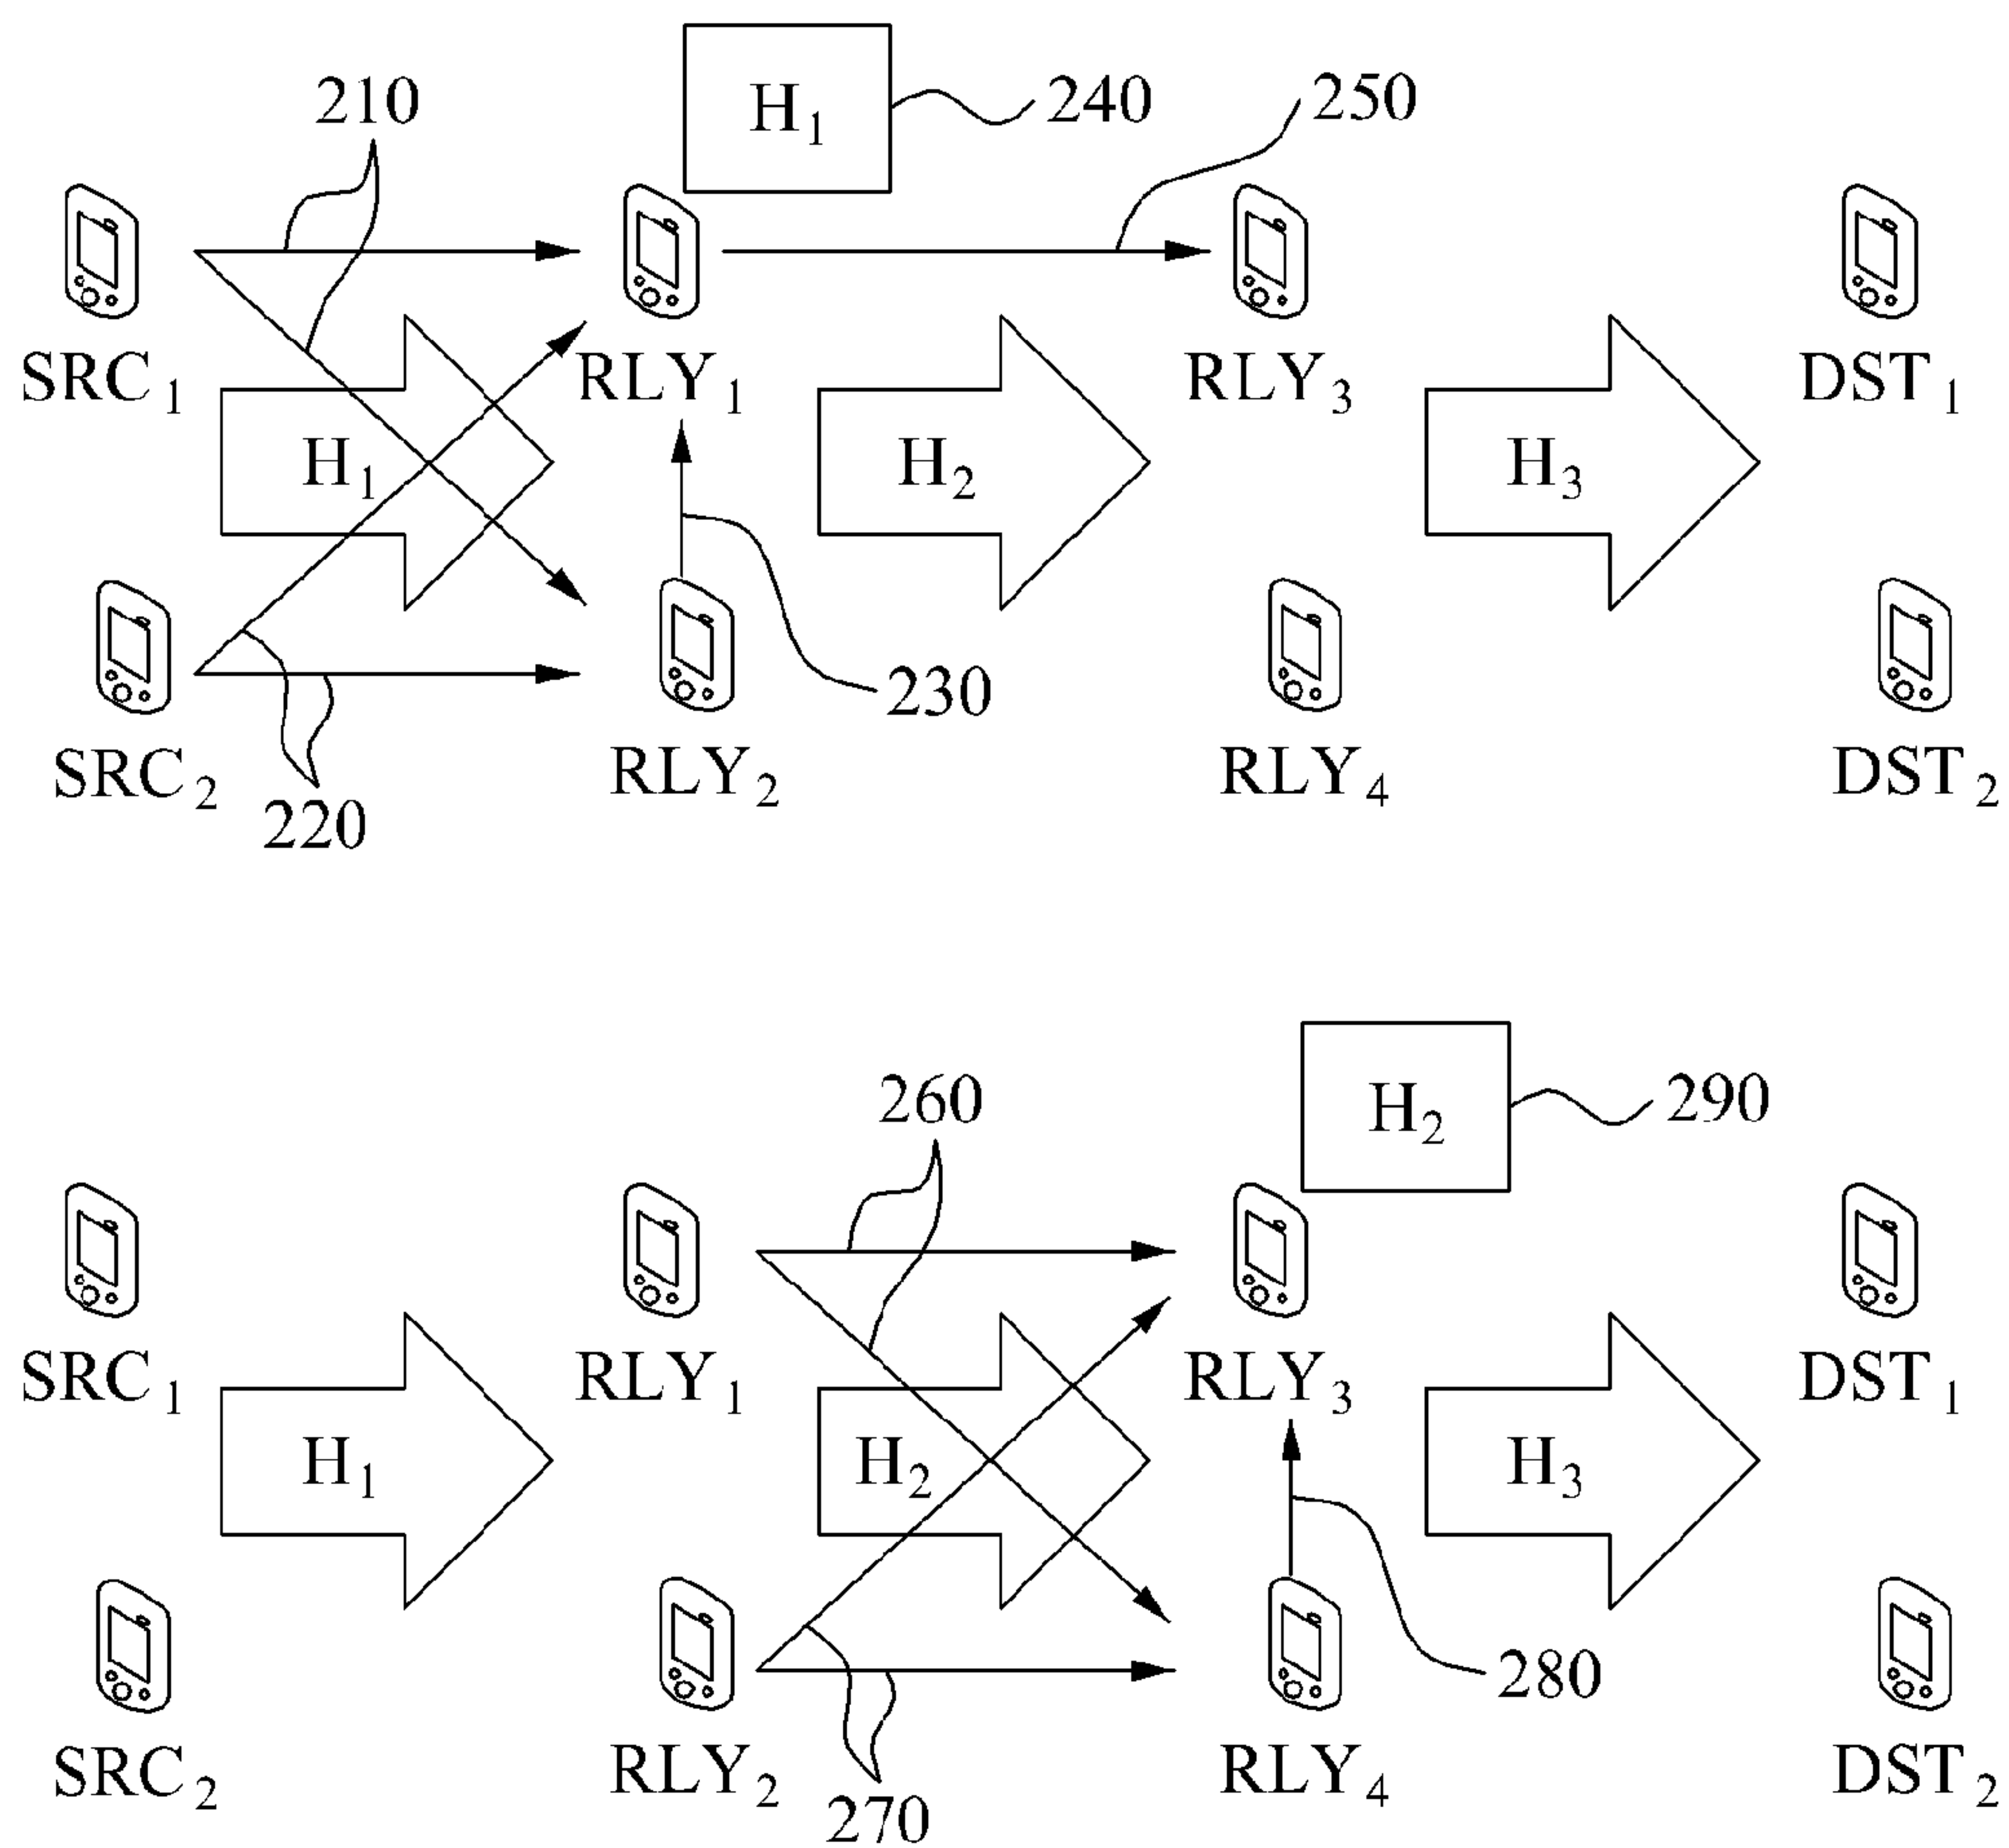 H1
210
240
250
SRC1
RLY1
RLY3
DST1
H1
H2
H3
230
SRC2
RLY2
RLY4
DST2
220
260
H2
290
SRC1
RLY1
RLY3
DST1
H1
H2
H3
280
SRC2
RLY2
RLY4
DST2
270